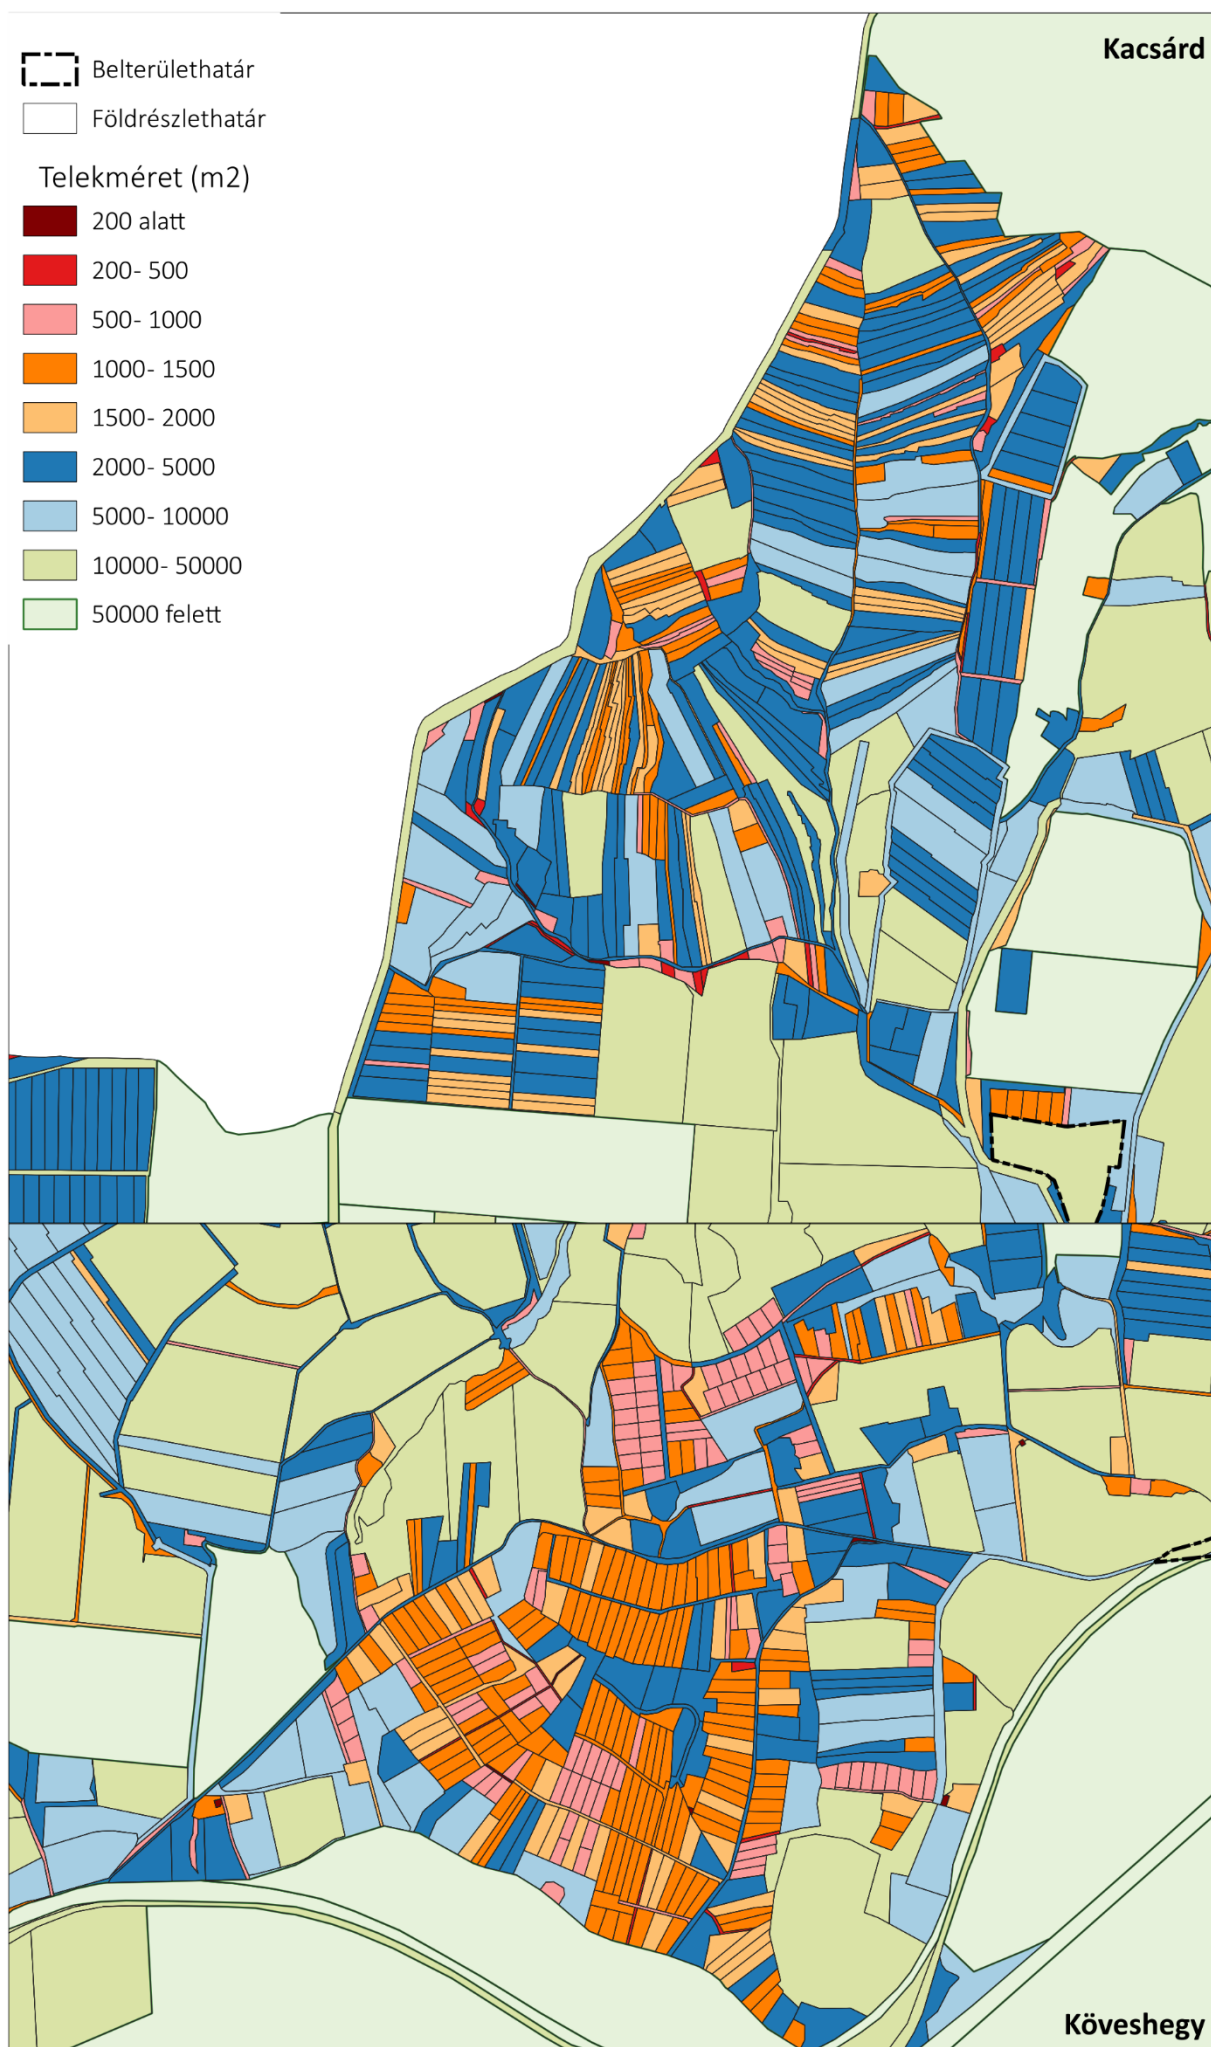 Kacsárd
Belterülethatár
Földrészlethatár
Telekméret (m2)
200 alatt
200- 500
500- 1000
1000- 1500
1500- 2000
2000- 5000
5000- 10000
10000- 50000
50000 felett
Köveshegy